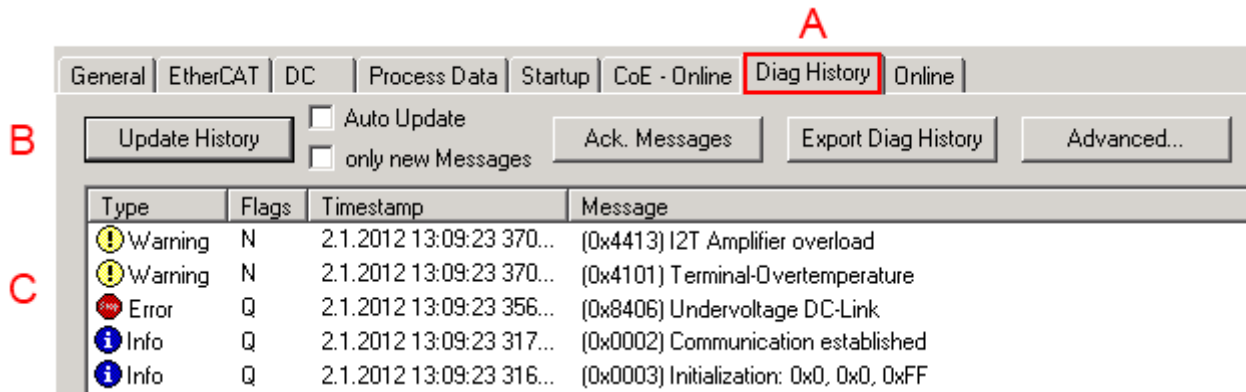 A
General EtherCAT DC Process Data Startup CoE - Online Diag History Online
B
Update History
Auto Update
only new Messages
Ack. Messages
Export Diag History
Advanced...
Type Flags Timestamp Message
C
Warning N 2.1.2012 13:09:23 370... (0x4413) I2T Amplifier overload
Warning N 2.1.2012 13:09:23 370... (0x4101) Terminal-Overtemperature
Stop Error Q 2.1.2012 13:09:23 356... (0x8406) Undervoltage DC-Link
Info Q 2.1.2012 13:09:23 317... (0x0002) Communication established
Info Q 2.1.2012 13:09:23 316... (0x0003) Initialization: 0x0, 0x0, 0xFF